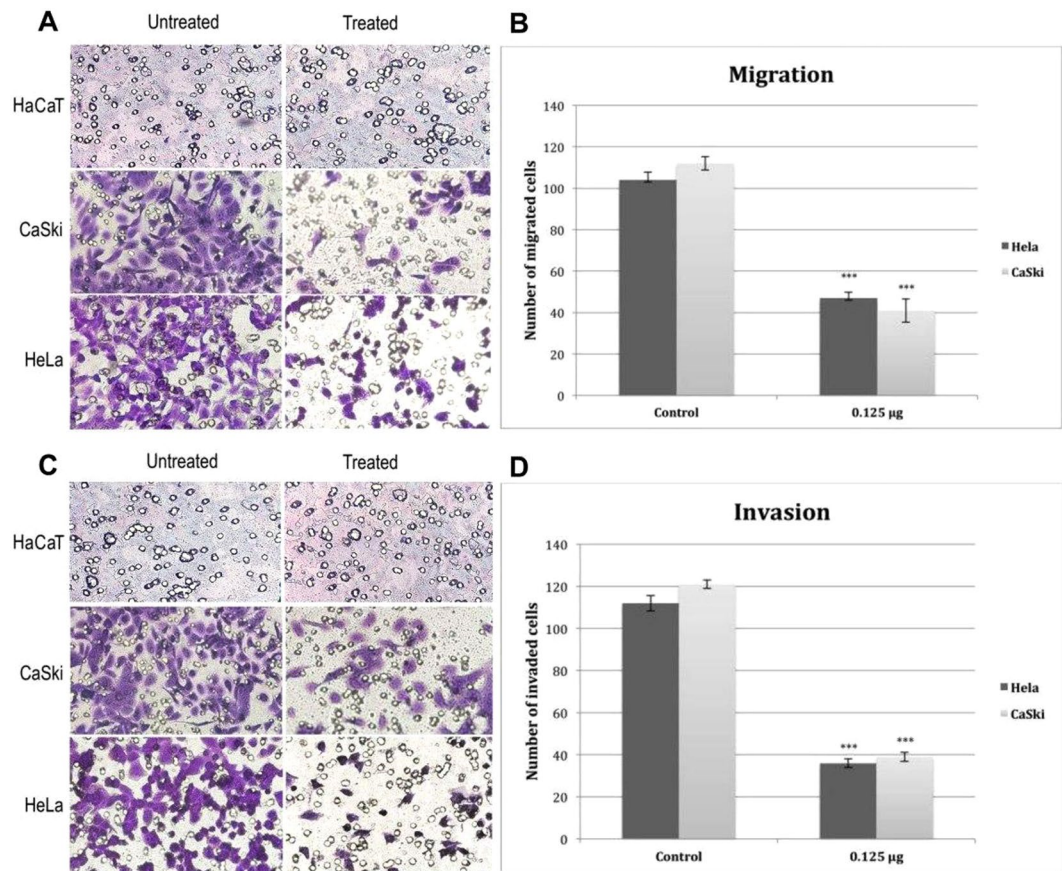 A
Untreated
Treated
HaCaT
CaSki
HeLa
B
Migration
Number of migrated cells
140
120
100
80
60
40
20
0
***
***
Control
0.125 µg
Hela
CaSki
C
Untreated
Treated
HaCaT
CaSki
HeLa
D
Invasion
Number of invaded cells
140
120
100
80
60
40
20
0
***
***
Control
0.125 µg
Hela
CaSki